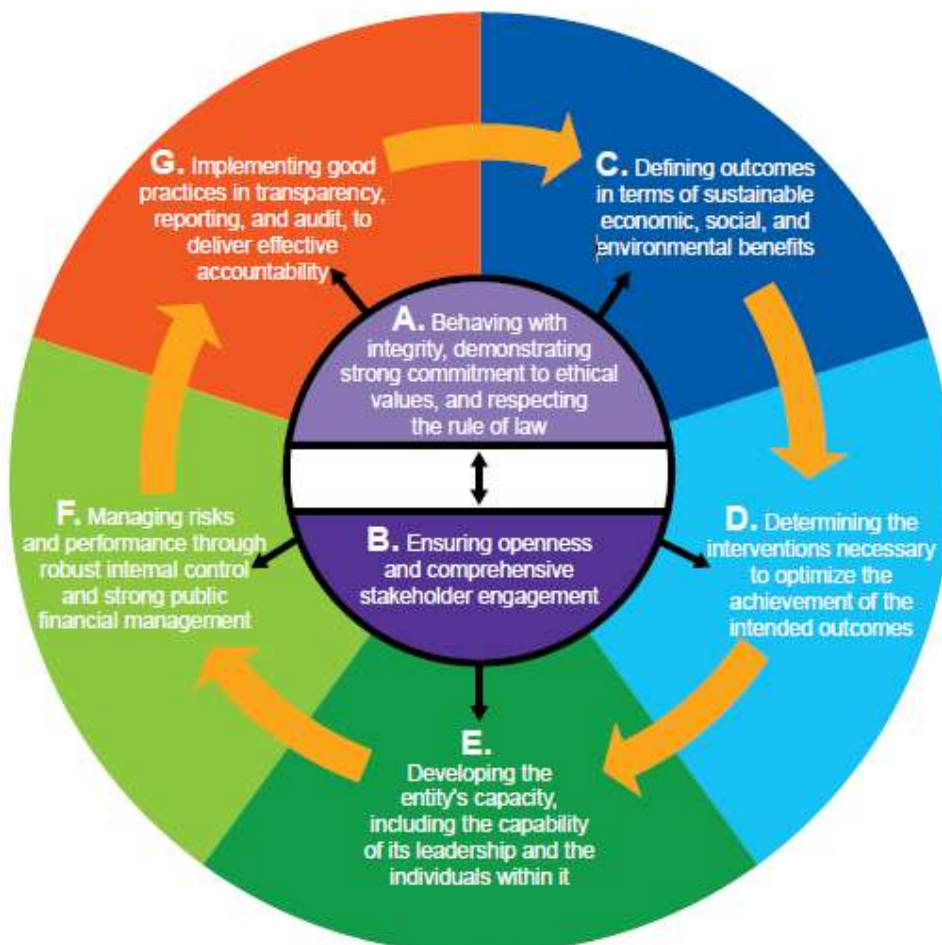 G. Implementing good
practices in transparency,
reporting, and audit, to
deliver effective
accountability
C. Defining outcomes
in terms of sustainable
economic, social, and
environmental benefits
A. Behaving with
integrity, demonstrating
strong commitment to ethical
values, and respecting
the rule of law
F. Managing risks
and performance through
robust internal control
and strong public
financial management
B. Ensuring openness
and comprehensive
stakeholder engagement
D. Determining the
interventions necessary
to optimize the
achievement of the
intended outcomes
E.
Developing the
entity's capacity,
including the capability
of its leadership and the
individuals within it